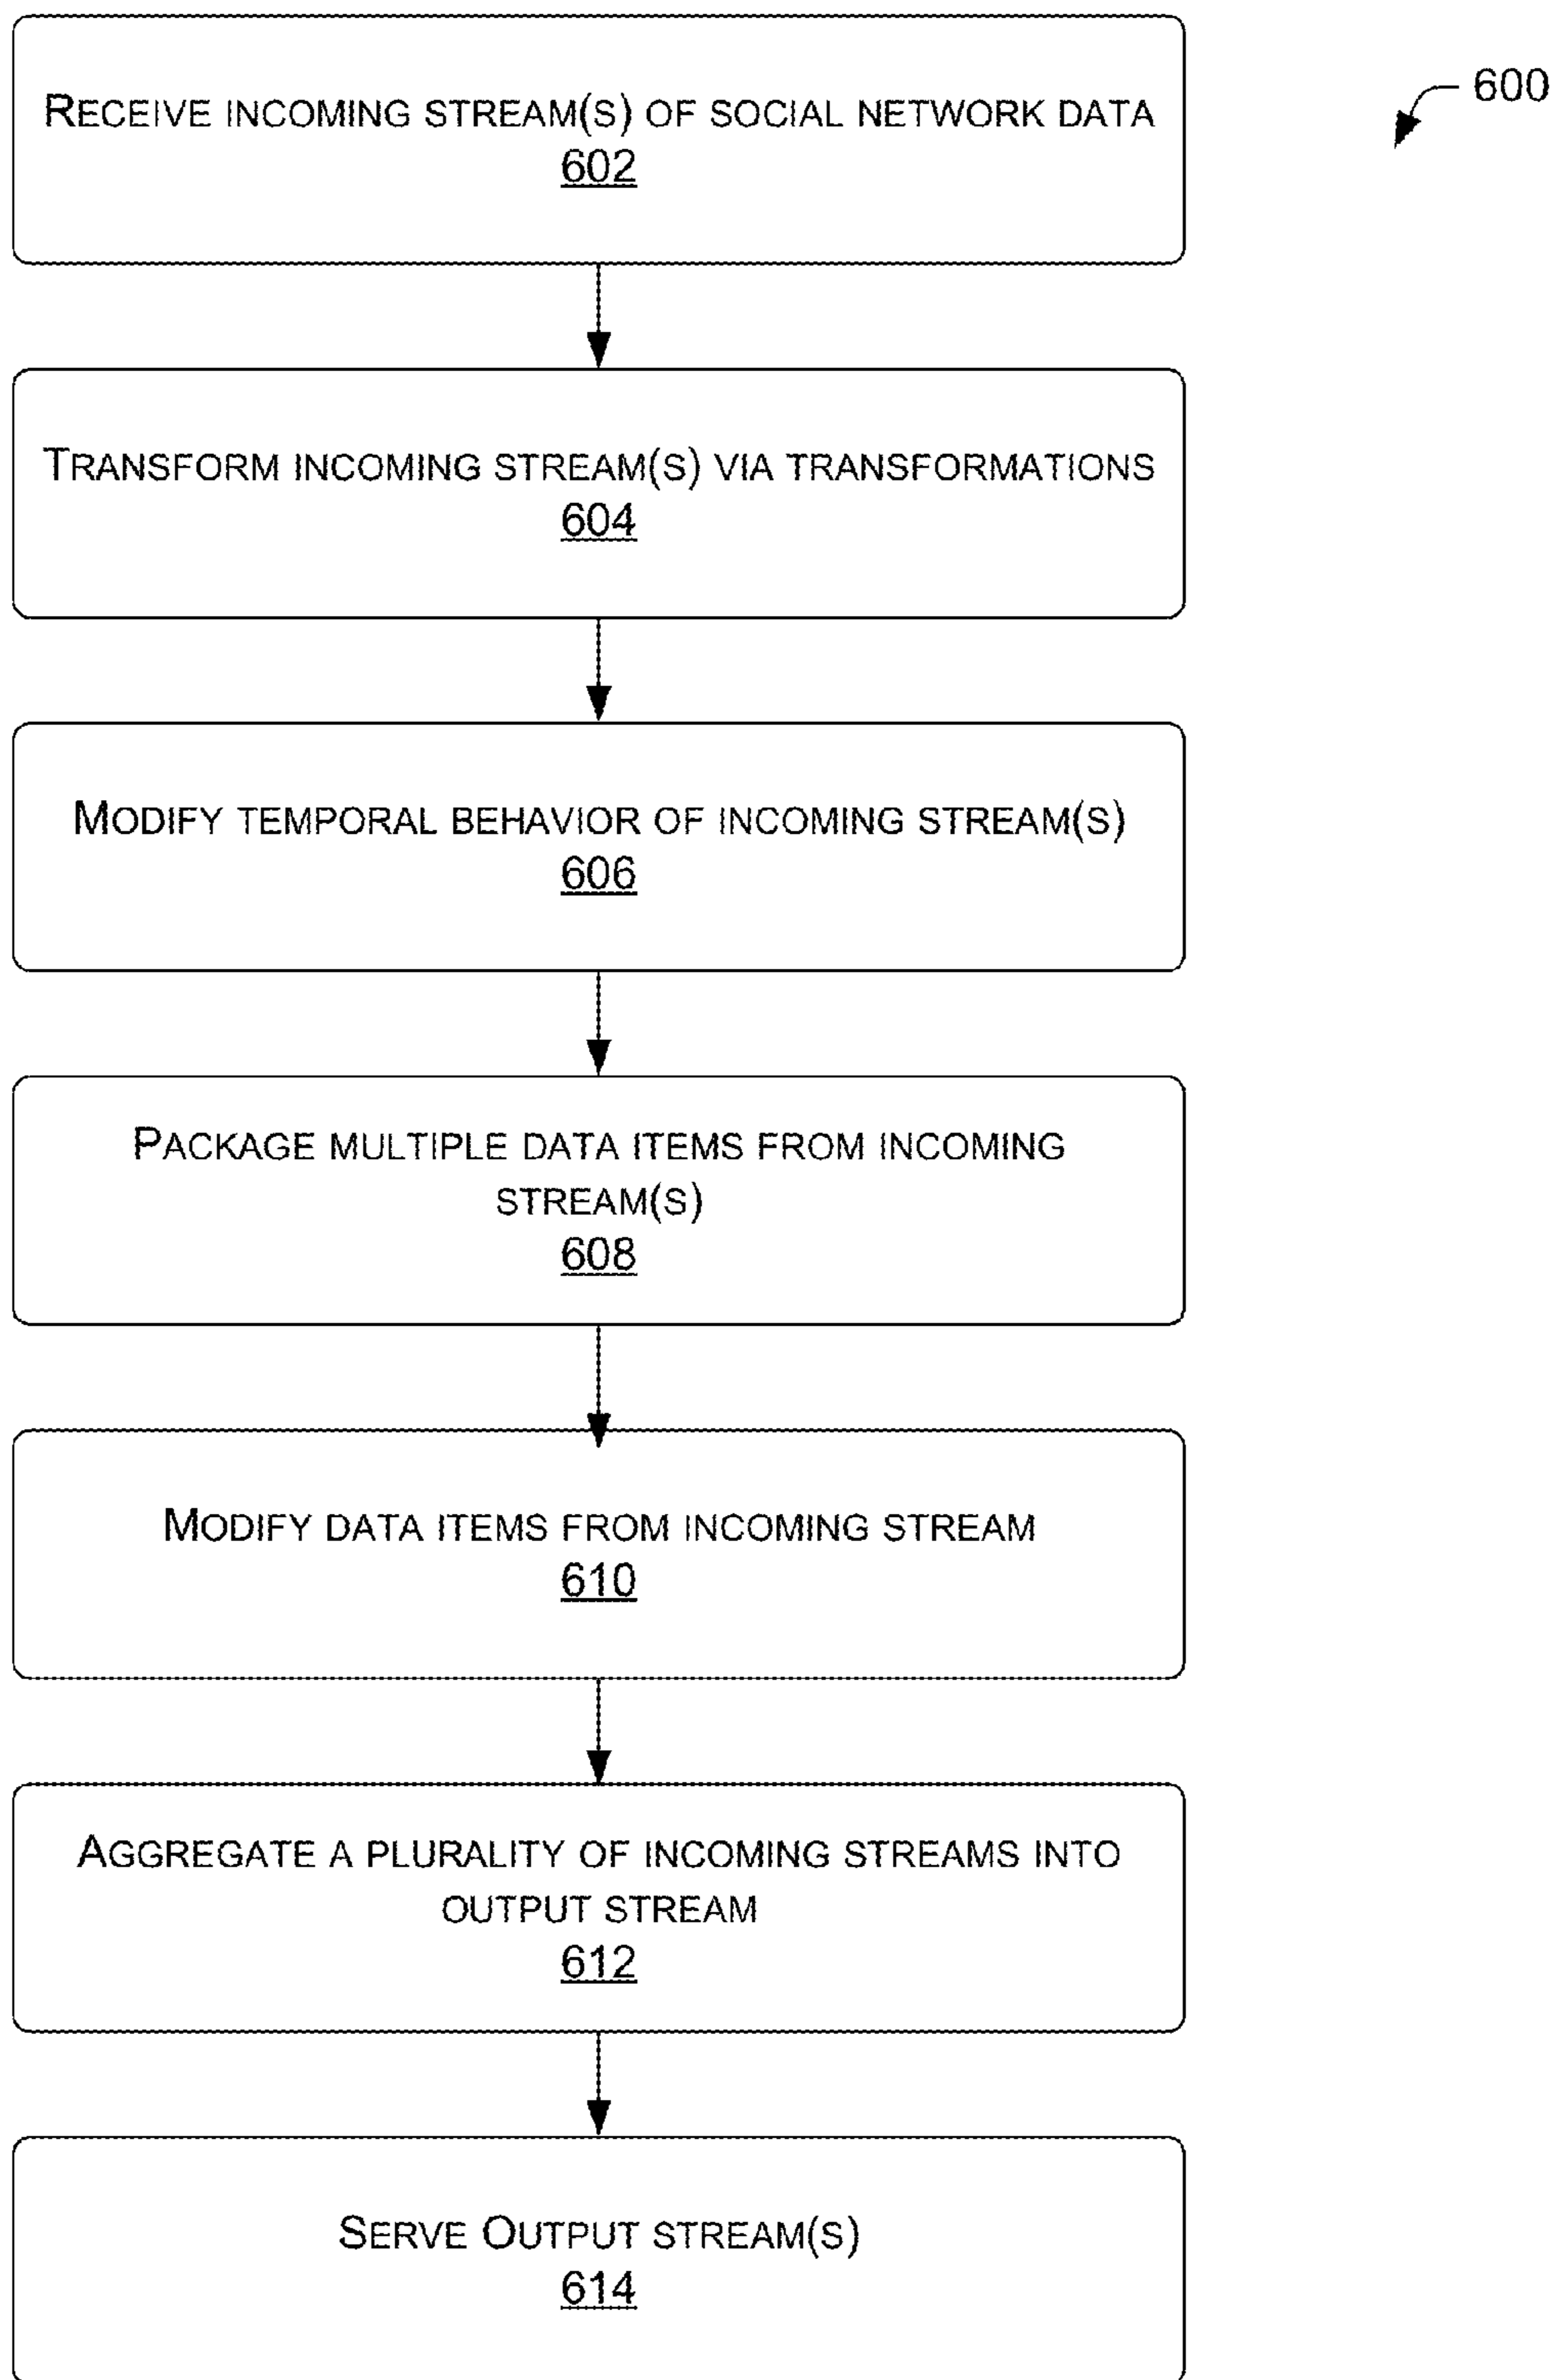 RECEIVE INCOMING STREAM(S) OF SOCIAL NETWORK DATA
602
600
TRANSFORM INCOMING STREAM(S) VIA TRANSFORMATIONS
604
MODIFY TEMPORAL BEHAVIOR OF INCOMING STREAM(S)
606
PACKAGE MULTIPLE DATA ITEMS FROM INCOMING
STREAM(S)
608
MODIFY DATA ITEMS FROM INCOMING STREAM
610
AGGREGATE A PLURALITY OF INCOMING STREAMS INTO
OUTPUT STREAM
612
SERVE OUTPUT STREAM(S)
614